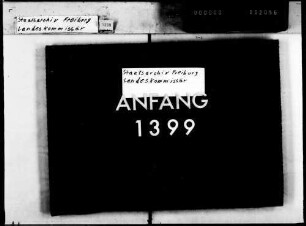 Staatsarchiv Freiburg
Landeskommissär
Staatsarchiv Freiburg
Landeskommissär
ANFANG
1399